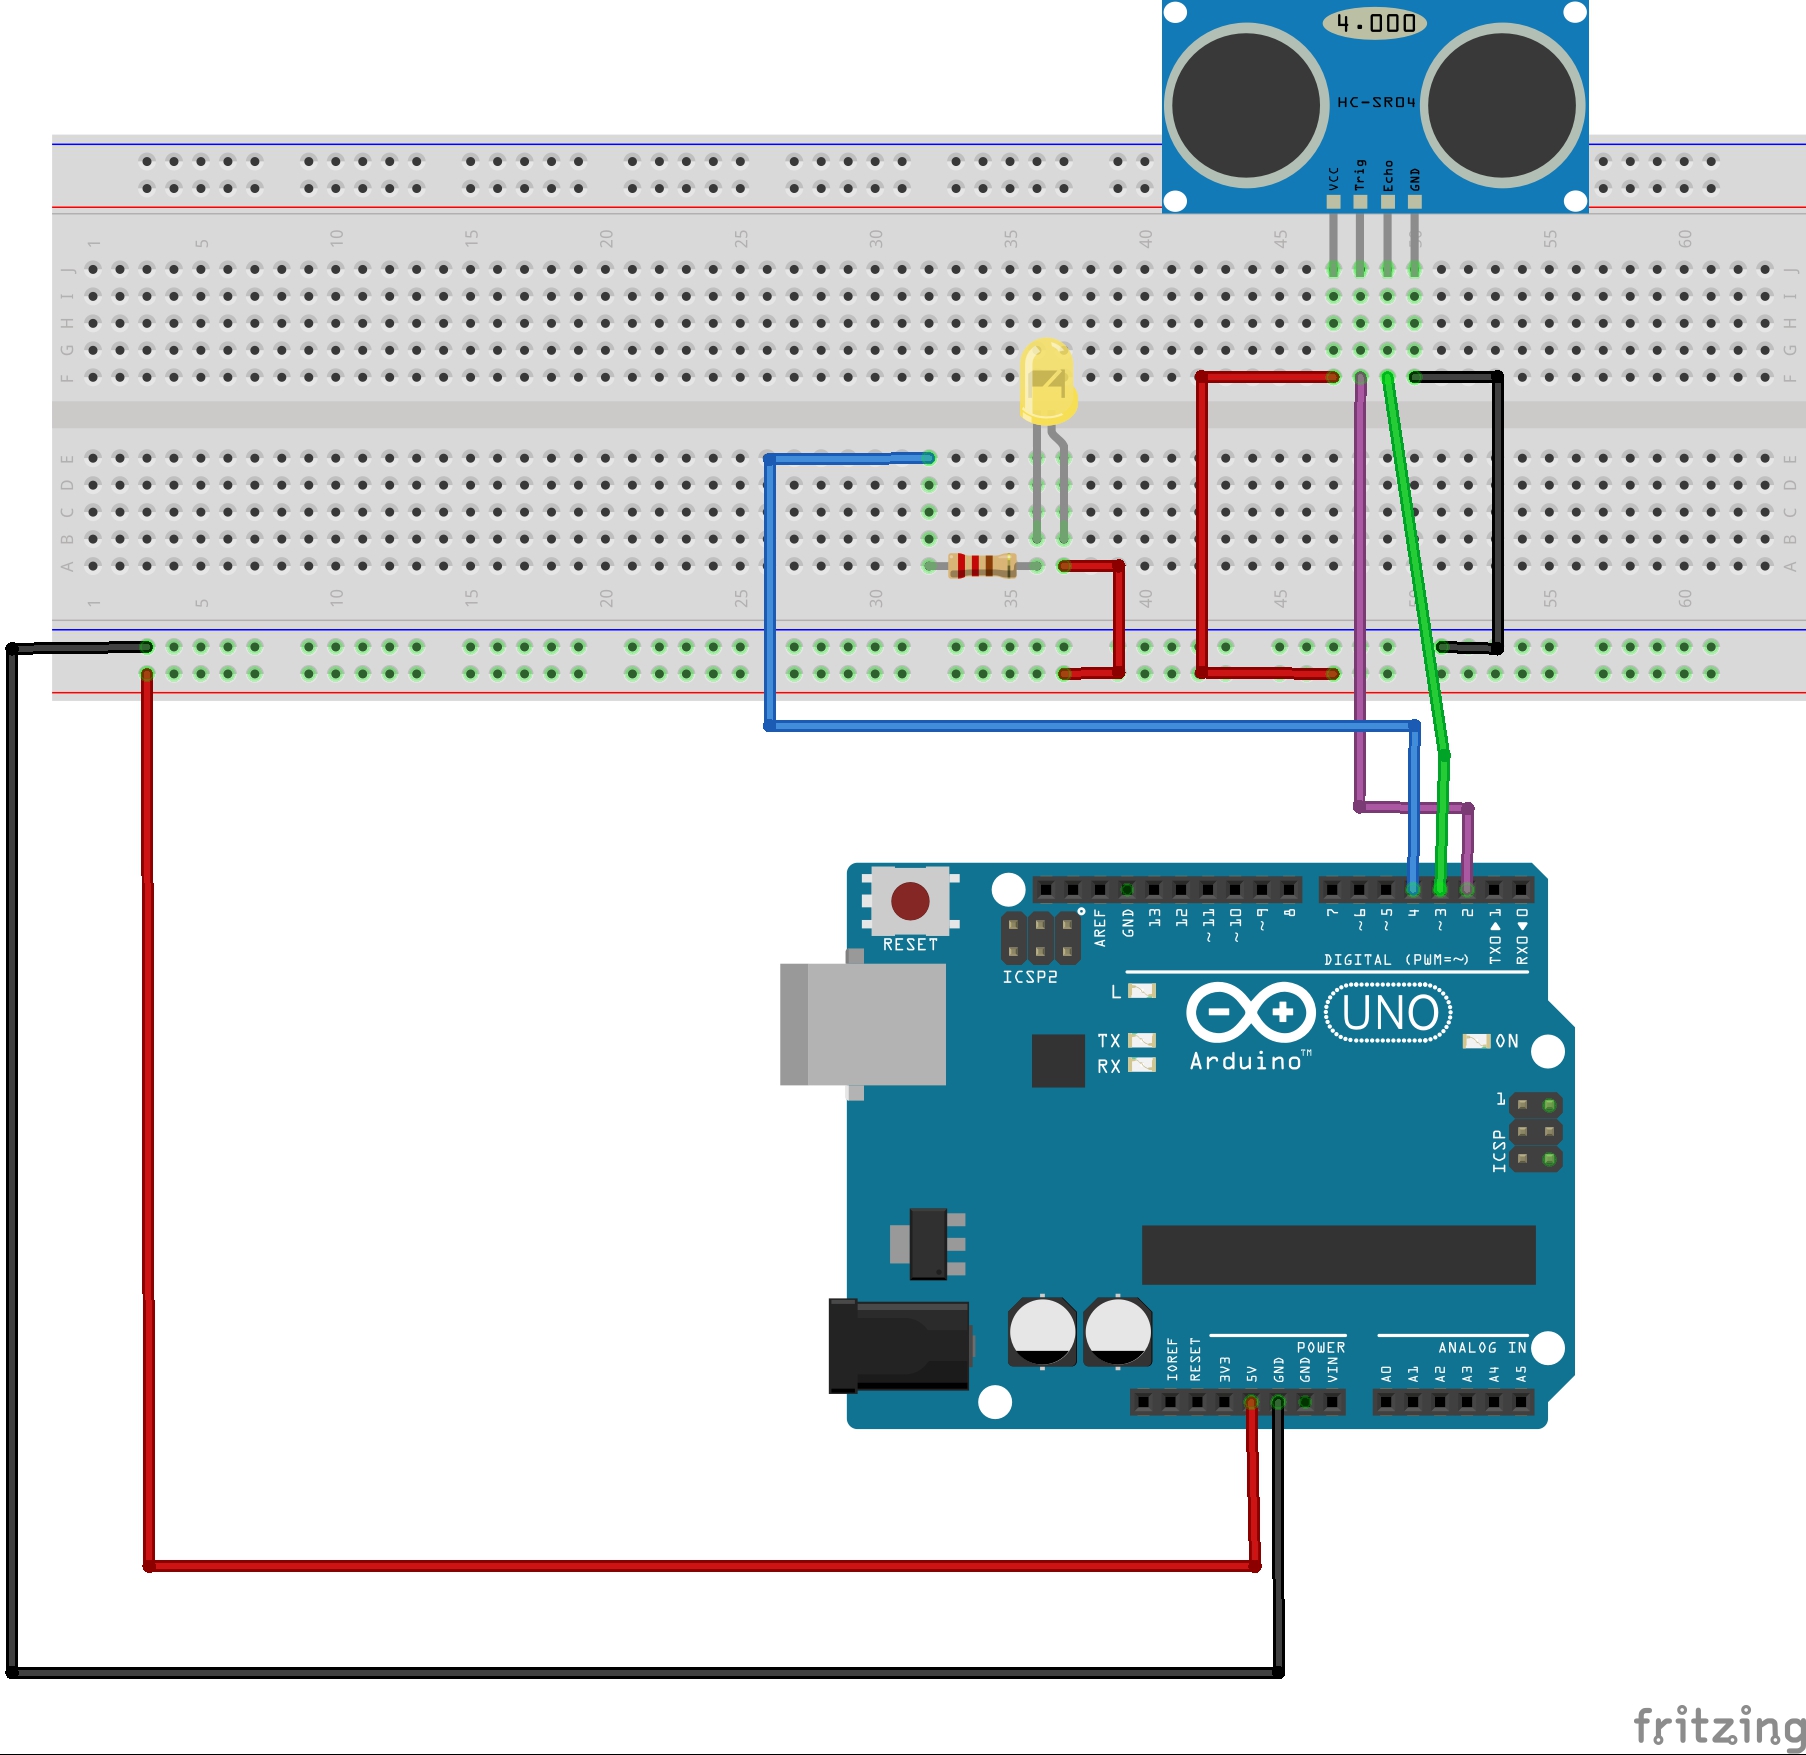 4.000
HC-SR04
VCC
Trig
Echo
GND
1 5 10 15 20 25 30 35 40 45 55 60
J J
I I
H H
G G
F F
E E
D D
C C
B B
A A
1 5 10 15 20 25 30 35 40 45 55 60
RESET
ICSP2
AREF
GND
13
12
~11
~10
~9
8
7
~6
~5
4
~3
2
TX0▶1
RX0◀0
DIGITAL (PWM=~)
L
TX
RX
UNO
Arduino™
ON
1
ICSP
POWER
ANALOG IN
IOREF
RESET
3V3
5V
GND
GND
VIN
A0
A1
A2
A3
A4
A5
fritzing